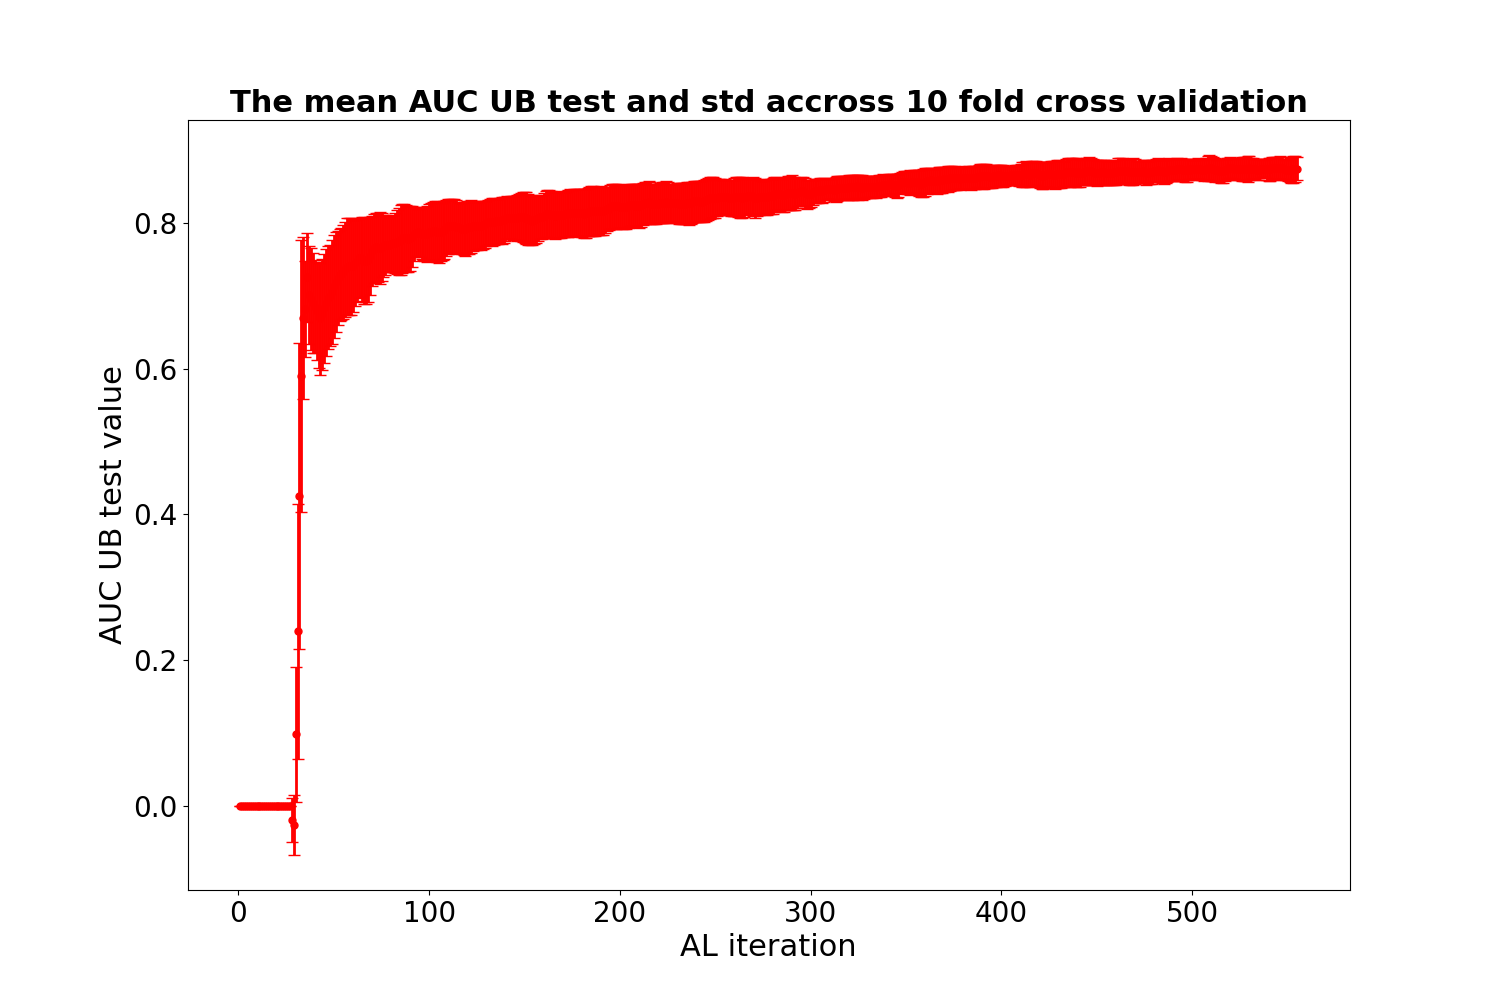 The mean AUC UB test and std accross 10 fold cross validation
AUC UB test value
0.8
0.6
0.4
0.2
0.0
0 100 200 300 400 500
AL iteration